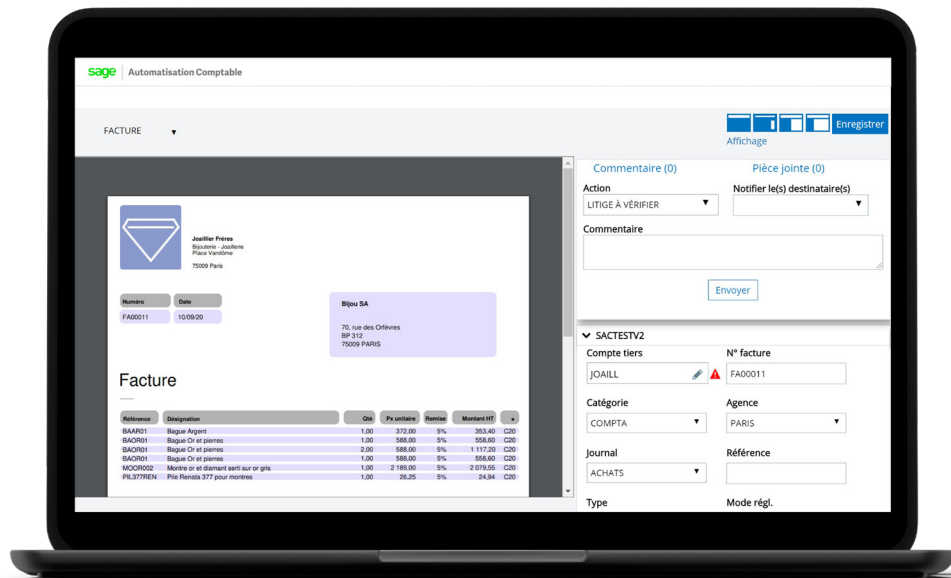 sage Automatisation Comptable
FACTURE
Enregistrer
Affichage
Commentaire (0) Pièce jointe (0)
Action Notifier le(s) destinataire(s)
LITIGE À VÉRIFIER
Commentaire
Envoyer
SACTESTV2
Compte tiers N° facture
JOAILL FA00011
Catégorie Agence
COMPTA PARIS
Journal Référence
ACHATS
Type Mode régl.
Joaillier Frères
Bijouterie - Joaillerie
Place Vandôme
75009 Paris
Numéro Date
FA00011 10/09/20
Bijou SA
70, rue des Orfèvres
BP 312
75009 PARIS
Facture
Référence Désignation Qté Px unitaire Remise Montant HT
BAAR01 Bague Argent 1,00 372,00 5% 353,40 C20
BAOR01 Bague Or et pierres 1,00 588,00 5% 558,60 C20
BAOR01 Bague Or et pierres 2,00 588,00 5% 1 117,20 C20
BAOR01 Bague Or et pierres 1,00 588,00 5% 558,60 C20
MOOR002 Montre or et diamant serti sur or gris 1,00 2 189,00 5% 2 079,55 C20
PIL377REN Pile Renata 377 pour montres 1,00 26,25 5% 24,94 C20